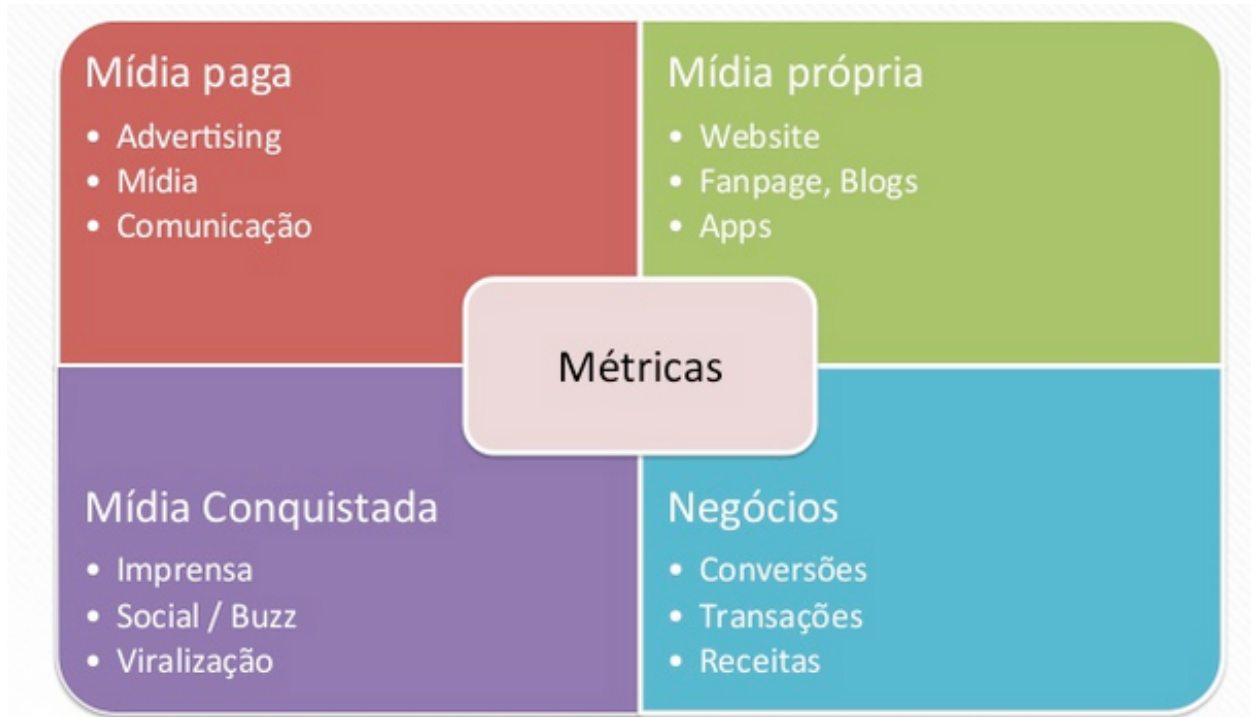 Mídia paga
• Advertising
• Mídia
• Comunicação
Mídia própria
• Website
• Fanpage, Blogs
• Apps
Métricas
Mídia Conquistada
• Imprensa
• Social / Buzz
• Viralização
Negócios
• Conversões
• Transações
• Receitas